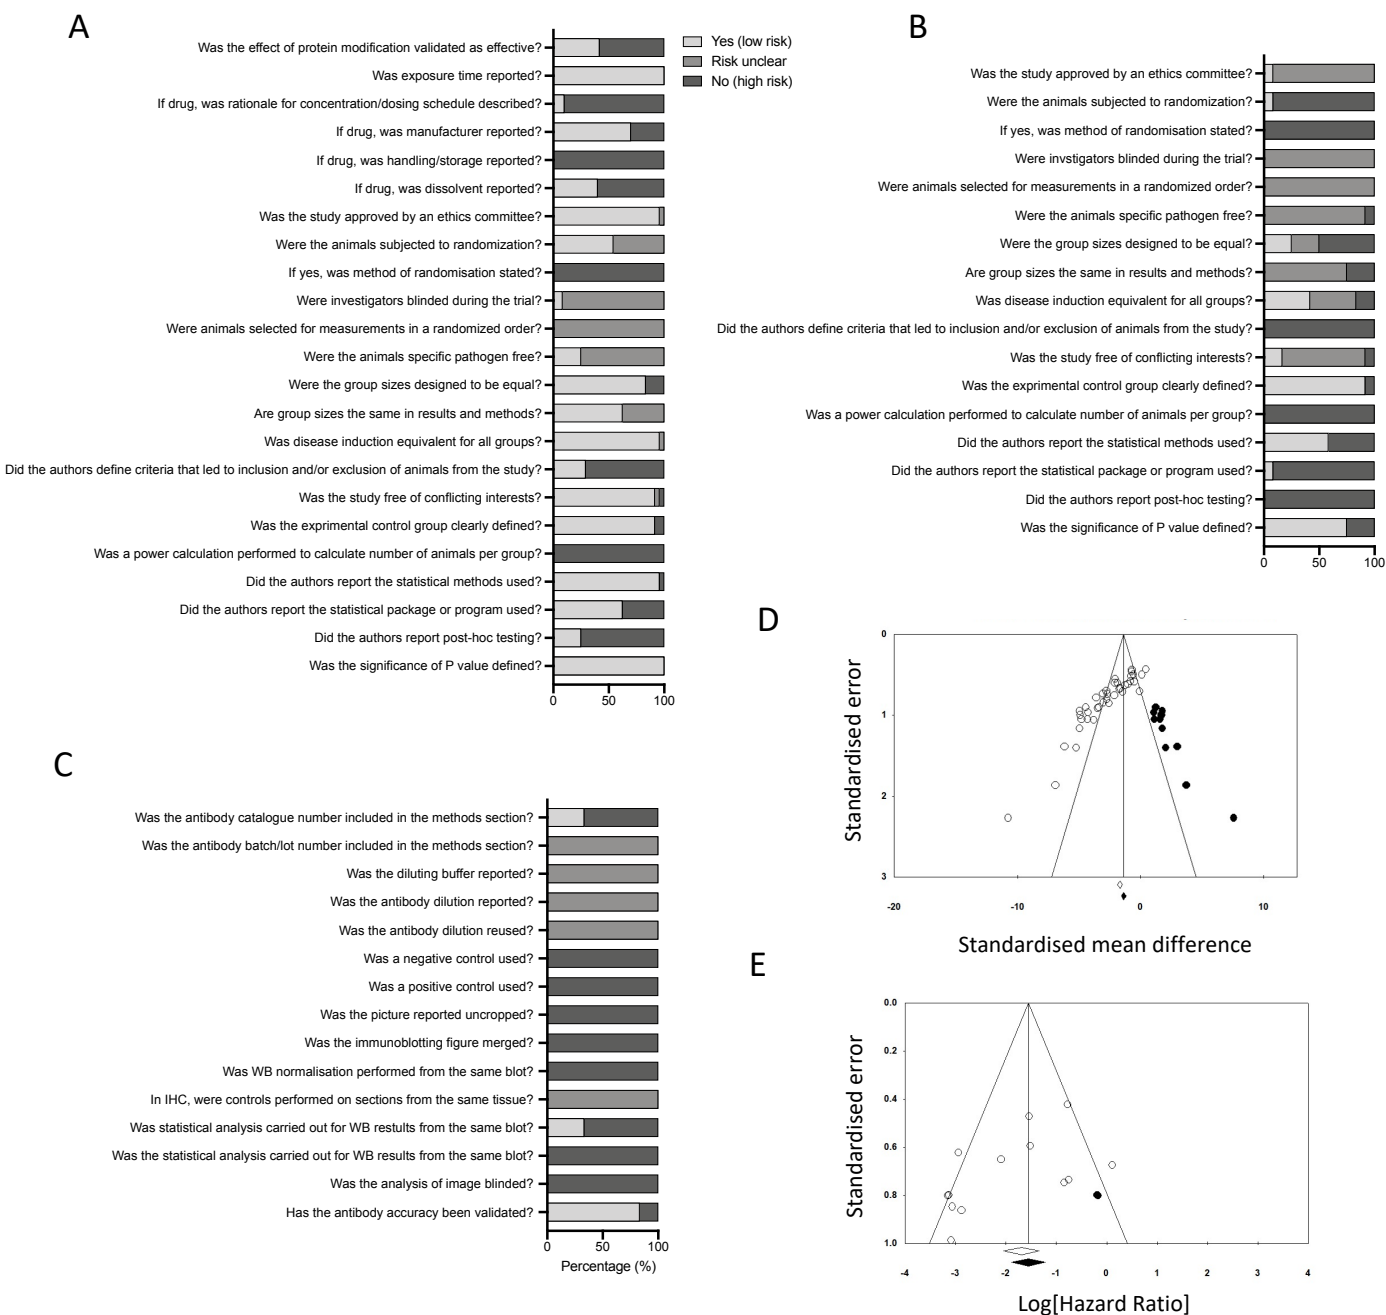 A
Was the effect of protein modification validated as effective?
Was exposure time reported?
If drug, was rationale for concentration/dosing schedule described?
If drug, was manufacturer reported?
If drug, was handling/storage reported?
If drug, was dissolvent reported?
Was the study approved by an ethics committee?
Were the animals subjected to randomization?
If yes, was method of randomisation stated?
Were investigators blinded during the trial?
Were animals selected for measurements in a randomized order?
Were the animals specific pathogen free?
Were the group sizes designed to be equal?
Are group sizes the same in results and methods?
Was disease induction equivalent for all groups?
Did the authors define criteria that led to inclusion and/or exclusion of animals from the study?
Was the study free of conflicting interests?
Was the exprimental control group clearly defined?
Was a power calculation performed to calculate number of animals per group?
Did the authors report the statistical methods used?
Did the authors report the statistical package or program used?
Did the authors report post-hoc testing?
Was the significance of P value defined?
0 50 100
Yes (low risk)
Risk unclear
No (high risk)
B
Was the study approved by an ethics committee?
Were the animals subjected to randomization?
If yes, was method of randomisation stated?
Were invstigators blinded during the trial?
Were animals selected for measurements in a randomized order?
Were the animals specific pathogen free?
Were the group sizes designed to be equal?
Are group sizes the same in results and methods?
Was disease induction equivalent for all groups?
Did the authors define criteria that led to inclusion and/or exclusion of animals from the study?
Was the study free of conflicting interests?
Was the exprimental control group clearly defined?
Was a power calculation performed to calculate number of animals per group?
Did the authors report the statistical methods used?
Did the authors report the statistical package or program used?
Did the authors report post-hoc testing?
Was the significance of P value defined?
0 50 100
C
Was the antibody catalogue number included in the methods section?
Was the antibody batch/lot number included in the methods section?
Was the diluting buffer reported?
Was the antibody dilution reported?
Was the antibody dilution reused?
Was a negative control used?
Was a positive control used?
Was the picture reported uncropped?
Was the immunoblotting figure merged?
Was WB normalisation performed from the same blot?
In IHC, were controls performed on sections from the same tissue?
Was statistical analysis carried out for WB restults from the same blot?
Was the statistical analysis carried out for WB results from the same blot?
Was the analysis of image blinded?
Has the antibody accuracy been validated?
0 50 100
Percentage (%)
D
Standardised error
0
1
2
3
-20 -10 0 10
Standardised mean difference
E
Standardised error
0.0
0.2
0.4
0.6
0.8
1.0
-4 -3 -2 -1 0 1 2 3 4
Log[Hazard Ratio]